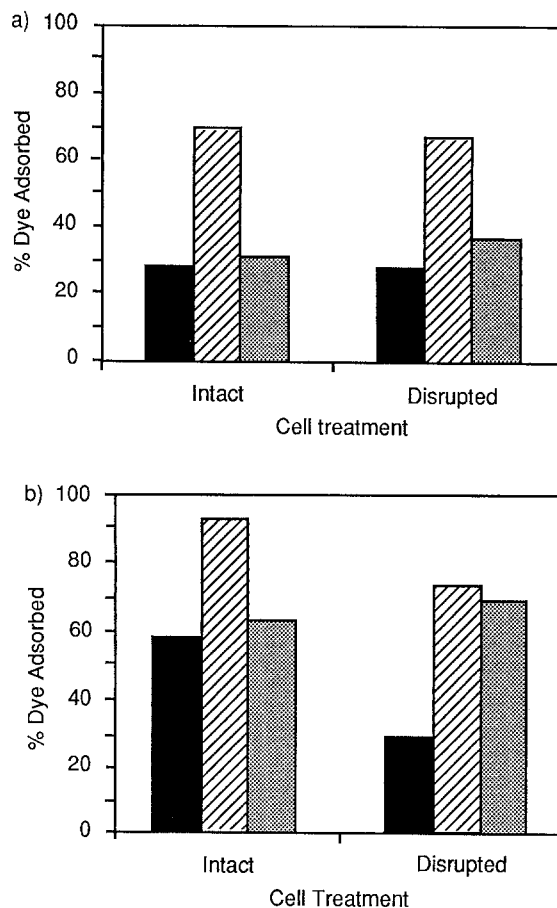 a)
100
80
60
40
20
0
% Dye Adsorbed
Intact Disrupted
Cell treatment
b)
100
80
60
40
20
0
% Dye Adsorbed
Intact Disrupted
Cell Treatment